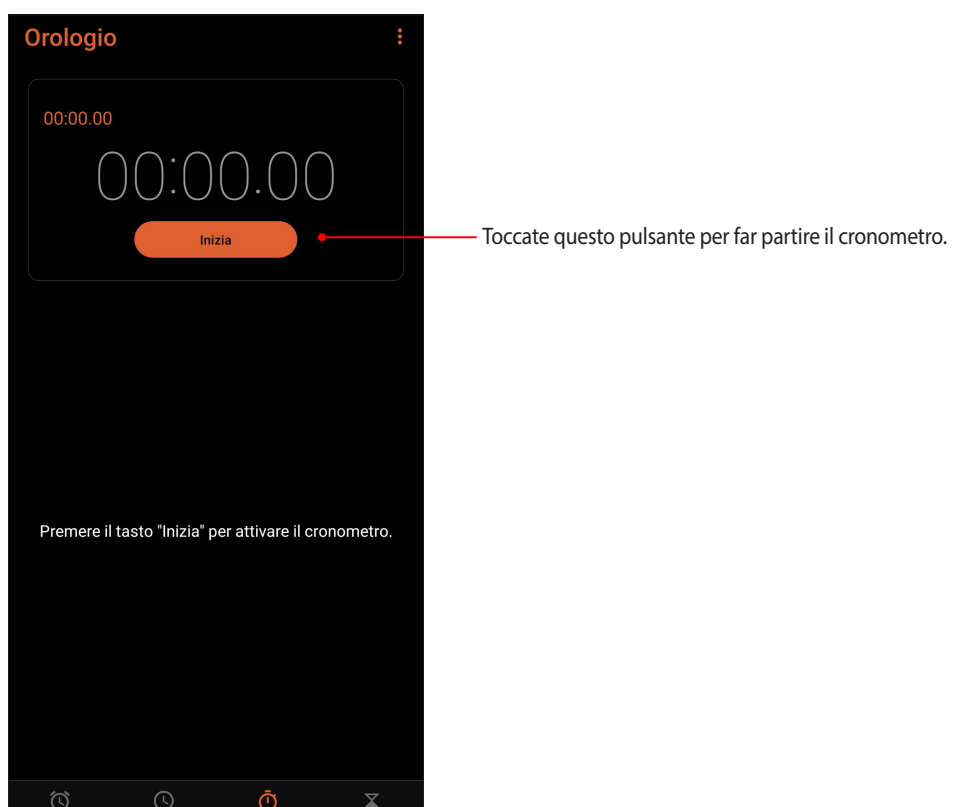 Orologio
00:00.00
00:00.00
Inizia
Toccate questo pulsante per far partire il cronometro.
Premere il tasto "Inizia" per attivare il cronometro.